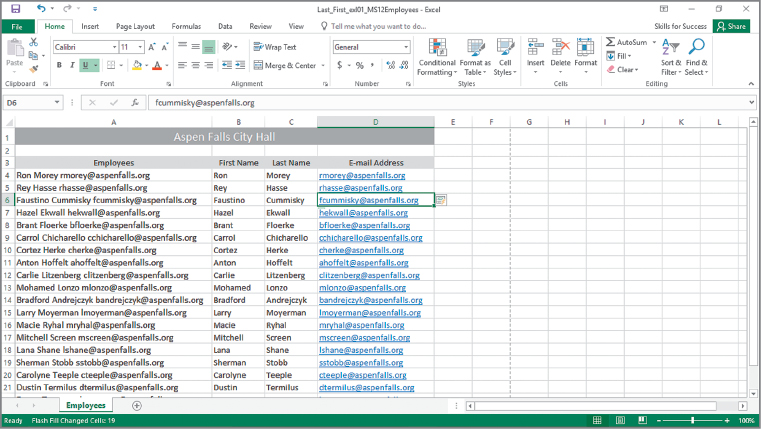 Last_First_exl01_MS12Employees - Excel
File Home Insert Page Layout Formulas Data Review View Tell me what you want to do... Skills for Success Share
Calibri 11 Wrap Text General AutoSum
Paste B I U Merge & Center $ % , Conditional Formatting Format as Table Cell Styles Insert Delete Format Fill Clear Sort & Filter Find & Select
Clipboard Font Alignment Number Styles Cells Editing
D6 fcummisky@aspenfalls.org
A B C D E F G H I J K L
1 Aspen Falls City Hall
2
3 Employees First Name Last Name E-mail Address
4 Ron Morey rmorey@aspenfalls.org Ron Morey rmorey@aspenfalls.org
5 Rey Hasse rhasse@aspenfalls.org Rey Hasse rhasse@aspenfalls.org
6 Faustino Cummisky fcummisky@aspenfalls.org Faustino Cummisky fcummisky@aspenfalls.org
7 Hazel Ekwall hekwall@aspenfalls.org Hazel Ekwall hekwall@aspenfalls.org
8 Brant Floerke bfloerke@aspenfalls.org Brant Floerke bfloerke@aspenfalls.org
9 Carrol Chicharello cchicharello@aspenfalls.org Carrol Chicharello cchicharello@aspenfalls.org
10 Cortez Herke cherke@aspenfalls.org Cortez Herke cherke@aspenfalls.org
11 Anton Hoffelt ahoffelt@aspenfalls.org Anton Hoffelt ahoffelt@aspenfalls.org
12 Carlie Litzenberg clitzenberg@aspenfalls.org Carlie Litzenberg clitzenberg@aspenfalls.org
13 Mohamed Lonzo mlonzo@aspenfalls.org Mohamed Lonzo mlonzo@aspenfalls.org
14 Bradford Andrejczyk bandrejczyk@aspenfalls.org Bradford Andrejczyk bandrejczyk@aspenfalls.org
15 Larry Moyerman lmoyerman@aspenfalls.org Larry Moyerman lmoyerman@aspenfalls.org
16 Macie Ryhal mryhal@aspenfalls.org Macie Ryhal mryhal@aspenfalls.org
17 Mitchell Screen mscreen@aspenfalls.org Mitchell Screen mscreen@aspenfalls.org
18 Lana Shane lshane@aspenfalls.org Lana Shane lshane@aspenfalls.org
19 Sherman Stobb sstobb@aspenfalls.org Sherman Stobb sstobb@aspenfalls.org
20 Carolyne Teeple cteeple@aspenfalls.org Carolyne Teeple cteeple@aspenfalls.org
21 Dustin Termilus dtermilus@aspenfalls.org Dustin Termilus dtermilus@aspenfalls.org
Employees
Ready Flash Fill Changed Cells: 19 100%